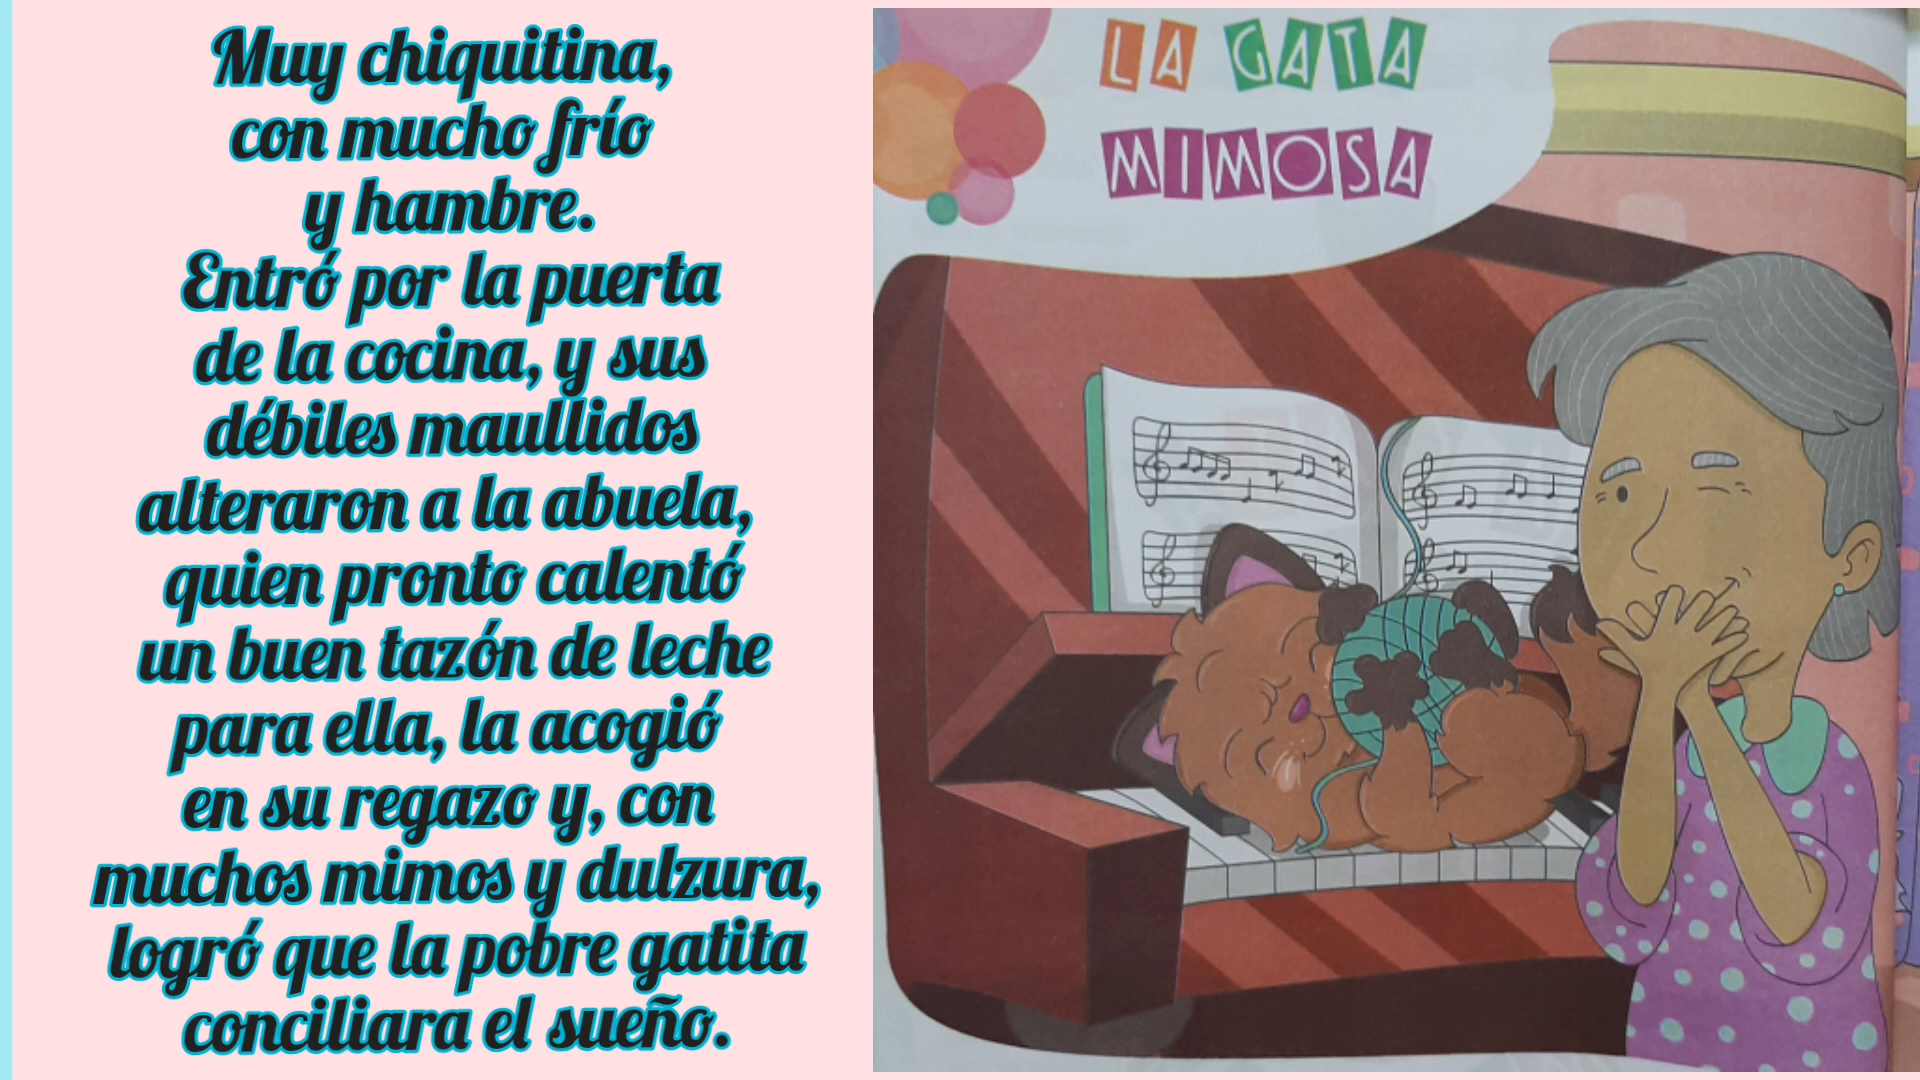 Muy chiquitina,
con mucho frío
y hambre.
Entró por la puerta
de la cocina, y sus
débiles maullidos
alteraron a la abuela,
quien pronto calentó
un buen tazón de leche
para ella, la acogió
en su regazo y, con
muchos mimos y dulzura,
logró que la pobre gatita
conciliara el sueño.
LA GATA
MIMOSA